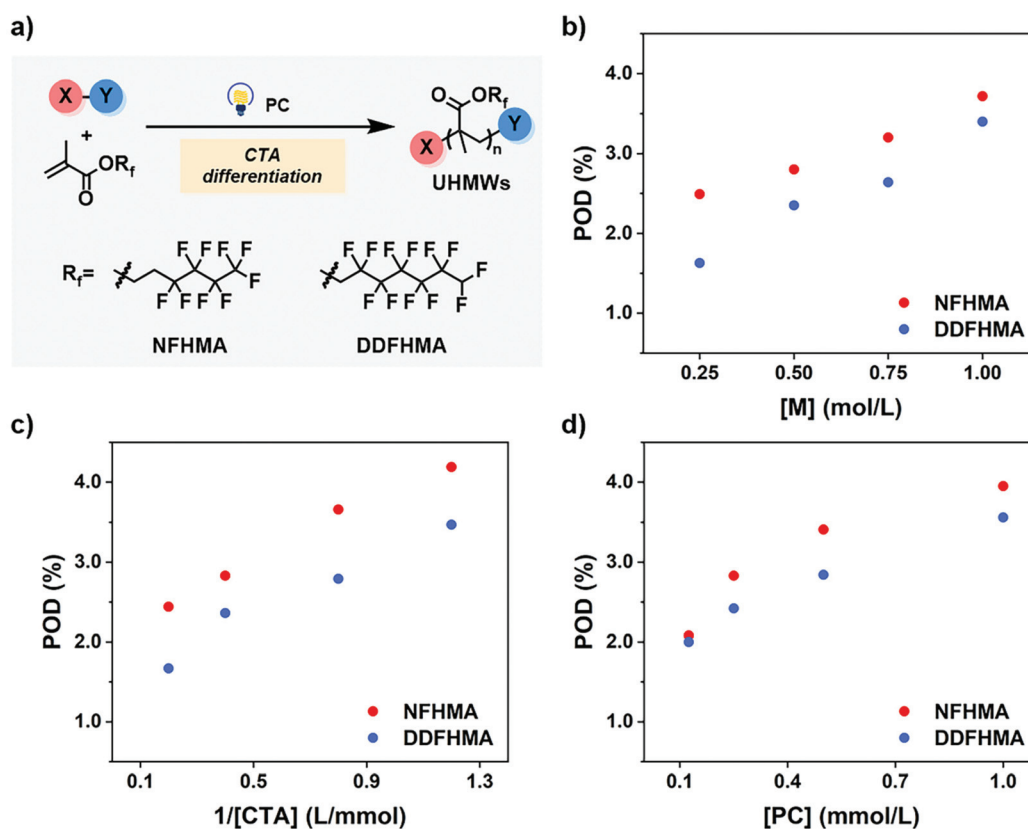 a)
X
Y
+
OR_f
O
PC
CTA
differentiation
O
OR_f
X
Y
n
UHMWs
R_f=
F F F F F
F F F F
NFHMA
F F F F F F
F F F F F F
DDFHMA
b)
POD (%)
4.0
3.0
2.0
1.0
NFHMA
DDFHMA
0.25 0.50 0.75 1.00
[M] (mol/L)
c)
POD (%)
4.0
3.0
2.0
1.0
NFHMA
DDFHMA
0.1 0.5 0.9 1.3
1/[CTA] (L/mmol)
d)
POD (%)
4.0
3.0
2.0
1.0
NFHMA
DDFHMA
0.1 0.4 0.7 1.0
[PC] (mmol/L)